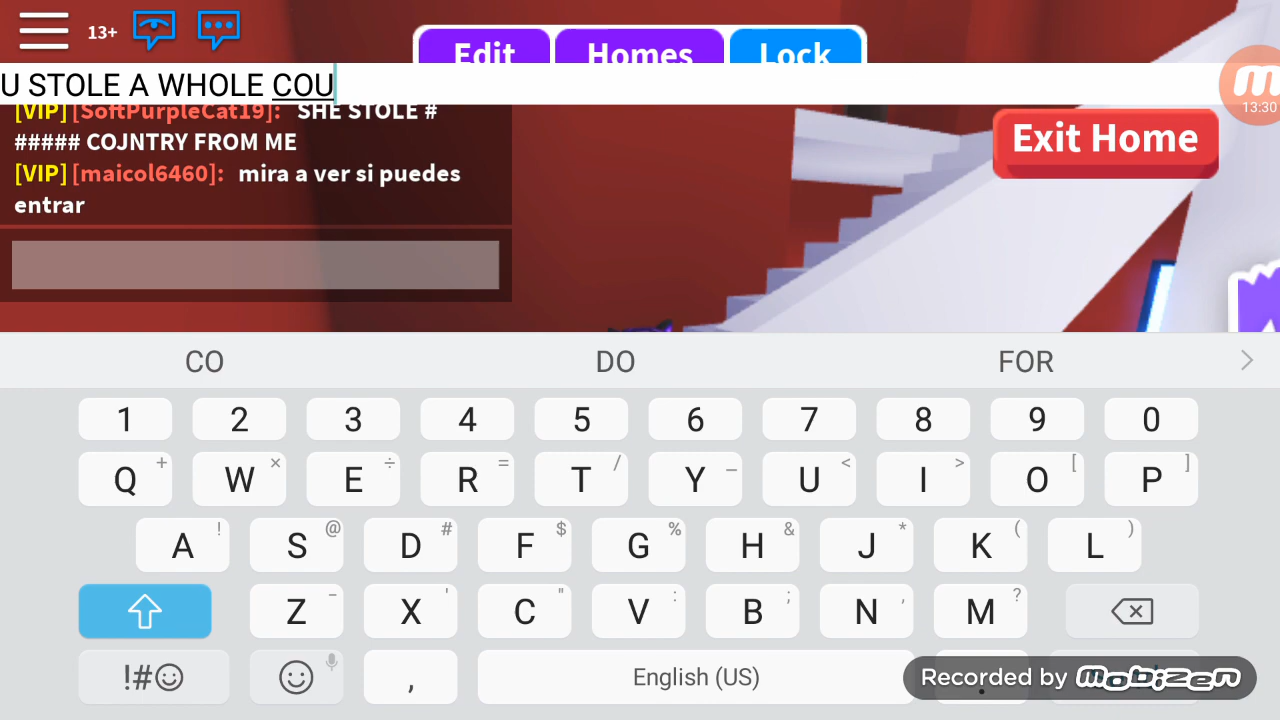 13+
Edit Homes Lock
U STOLE A WHOLE COU
13:30
[VIP] [SoftPurpleCat19]: SHE STOLE #
##### COJNTRY FROM ME
[VIP] [maicol6460]: mira a ver si puedes
entrar
Exit Home
CO DO FOR
1 2 3 4 5 6 7 8 9 0
Q + W × E ÷ R = T / Y _ U < I > O [ P ]
A ! S @ D # F $ G % H & J * K ( L )
Z - X ' C " V : B ; N , M ?
!#☺ , English (US) .
Recorded by mobizen